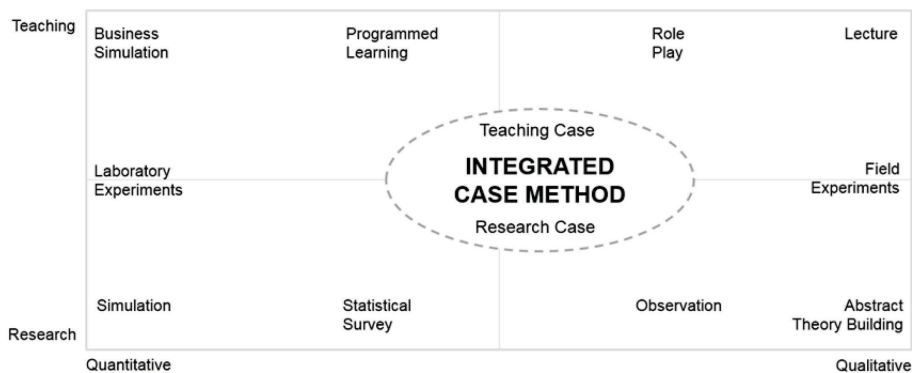 Teaching
Business
Simulation
Programmed
Learning
Role
Play
Lecture
Teaching Case
INTEGRATED
CASE METHOD
Research Case
Laboratory
Experiments
Field
Experiments
Simulation
Statistical
Survey
Observation
Abstract
Theory Building
Research
Quantitative
Qualitative